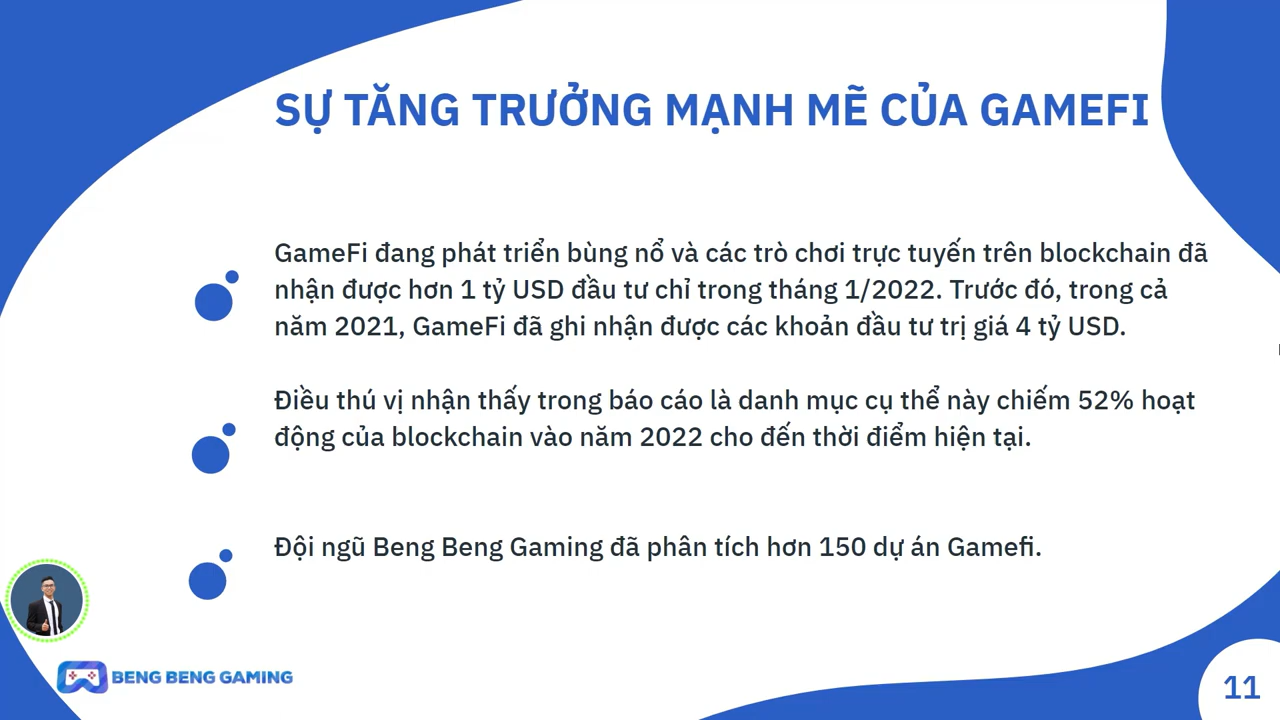 SỰ TĂNG TRƯỞNG MẠNH MẼ CỦA GAMEFI
GameFi đang phát triển bùng nổ và các trò chơi trực tuyến trên blockchain đã
nhận được hơn 1 tỷ USD đầu tư chỉ trong tháng 1/2022. Trước đó, trong cả
năm 2021, GameFi đã ghi nhận được các khoản đầu tư trị giá 4 tỷ USD.
Điều thú vị nhận thấy trong báo cáo là danh mục cụ thể này chiếm 52% hoạt
động của blockchain vào năm 2022 cho đến thời điểm hiện tại.
Đội ngũ Beng Beng Gaming đã phân tích hơn 150 dự án Gamefi.
BENG BENG GAMING
11